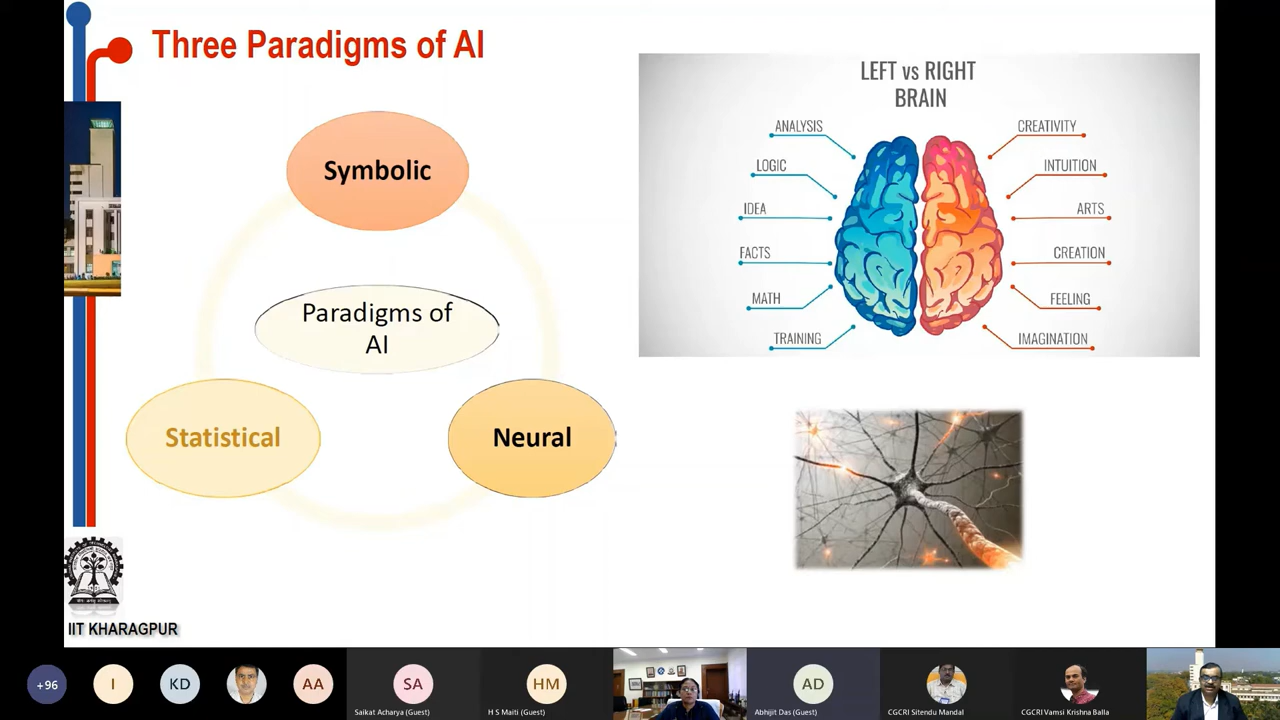 Three Paradigms of AI
Symbolic
Paradigms of
AI
Statistical
Neural
LEFT vs RIGHT
BRAIN
ANALYSIS
LOGIC
IDEA
FACTS
MATH
TRAINING
CREATIVITY
INTUITION
ARTS
CREATION
FEELING
IMAGINATION
IIT KHARAGPUR
+96
I
KD
AA
SA
Saikat Acharya (Guest)
HM
H S Maiti (Guest)
AD
Abhijit Das (Guest)
CGCRI Sitendu Mandal
CGCRI Vamsi Krishna Balla